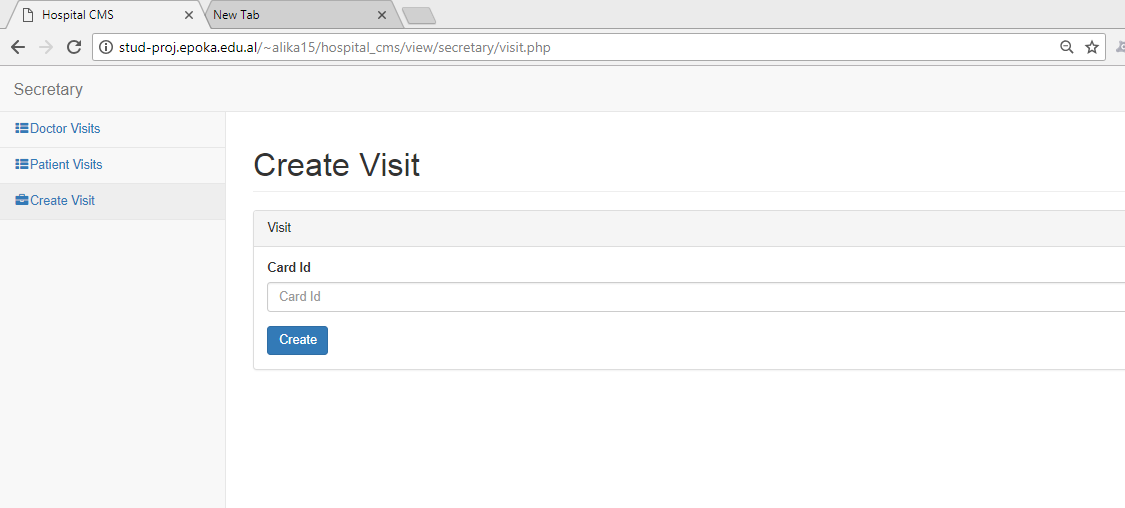 Hospital CMS
New Tab
stud-proj.epoka.edu.al/~alika15/hospital_cms/view/secretary/visit.php
Secretary
Doctor Visits
Patient Visits
Create Visit
Create Visit
Visit
Card Id
Card Id
Create